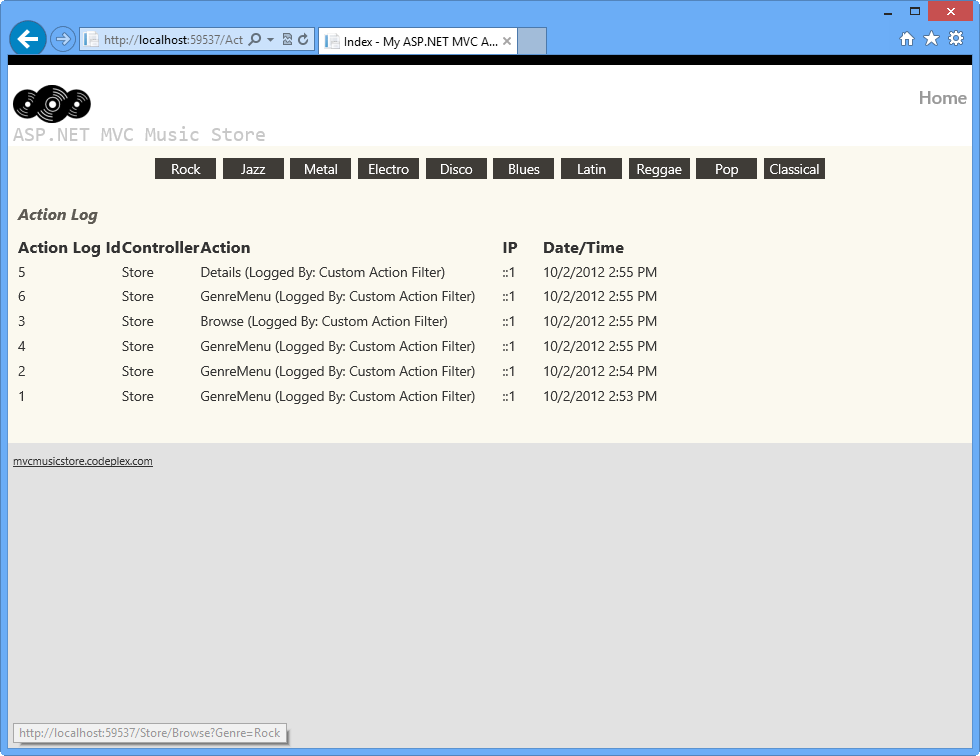 http://localhost:59537/Act
Index - My ASP.NET MVC A...
Home
ASP.NET MVC Music Store
Rock Jazz Metal Electro Disco Blues Latin Reggae Pop Classical
Action Log
Action Log Id Controller Action IP Date/Time
5 Store Details (Logged By: Custom Action Filter) ::1 10/2/2012 2:55 PM
6 Store GenreMenu (Logged By: Custom Action Filter) ::1 10/2/2012 2:55 PM
3 Store Browse (Logged By: Custom Action Filter) ::1 10/2/2012 2:55 PM
4 Store GenreMenu (Logged By: Custom Action Filter) ::1 10/2/2012 2:55 PM
2 Store GenreMenu (Logged By: Custom Action Filter) ::1 10/2/2012 2:54 PM
1 Store GenreMenu (Logged By: Custom Action Filter) ::1 10/2/2012 2:53 PM
mvcmusicstore.codeplex.com
http://localhost:59537/Store/Browse?Genre=Rock